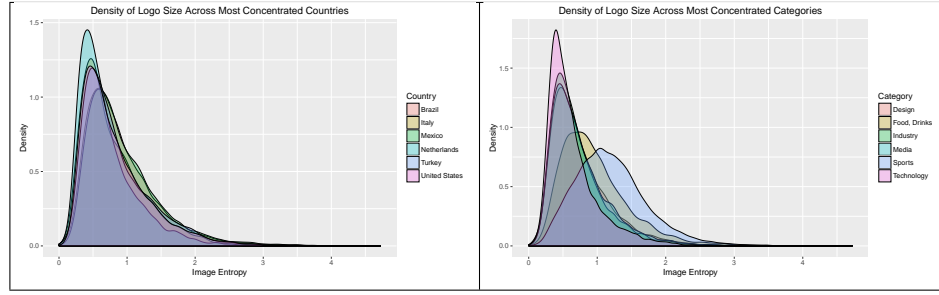 Density of Logo Size Across Most Concentrated Countries
1.5
1.0
0.5
0.0
Density
0
1
2
3
4
Image Entropy
Country
Brazil
Italy
Mexico
Netherlands
Turkey
United States
Density of Logo Size Across Most Concentrated Categories
1.5
1.0
0.5
0.0
Density
0
1
2
3
4
Image Entropy
Category
Design
Food, Drinks
Industry
Media
Sports
Technology